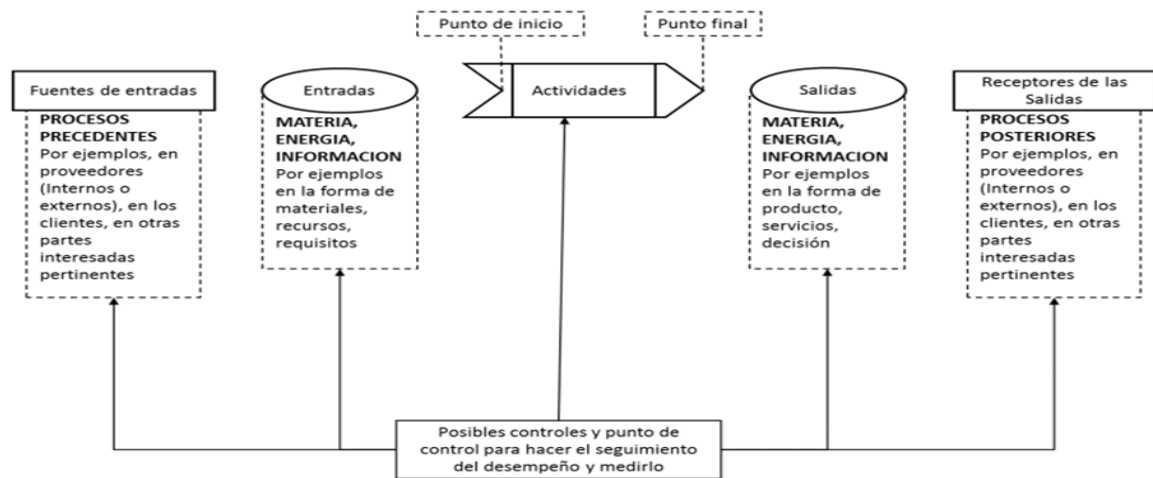 Punto de inicio
Punto final
Fuentes de entradas
PROCESOS
PRECEDENTES
Por ejemplos, en
proveedores
(Internos o
externos), en los
clientes, en otras
partes
interesadas
pertinentes
Entradas
MATERIA,
ENERGIA,
INFORMACION
Por ejemplos
en la forma de
materiales,
recursos,
requisitos
Actividades
Salidas
MATERIA,
ENERGIA,
INFORMACION
Por ejemplos
en la forma de
producto,
servicios,
decisión
Receptores de las
Salidas
PROCESOS
POSTERIORES
Por ejemplos, en
proveedores
(Internos o
externos), en los
clientes, en otras
partes
interesadas
pertinentes
Posibles controles y punto de
control para hacer el seguimiento
del desempeño y medirlo